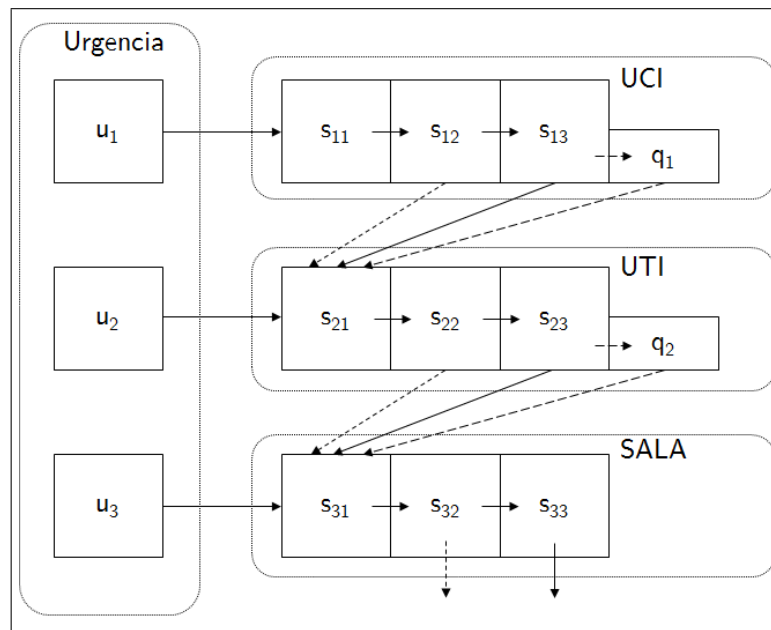 Urgencia
UCI
u₁
s₁₁
s₁₂
s₁₃
q₁
UTI
u₂
s₂₁
s₂₂
s₂₃
q₂
SALA
u₃
s₃₁
s₃₂
s₃₃